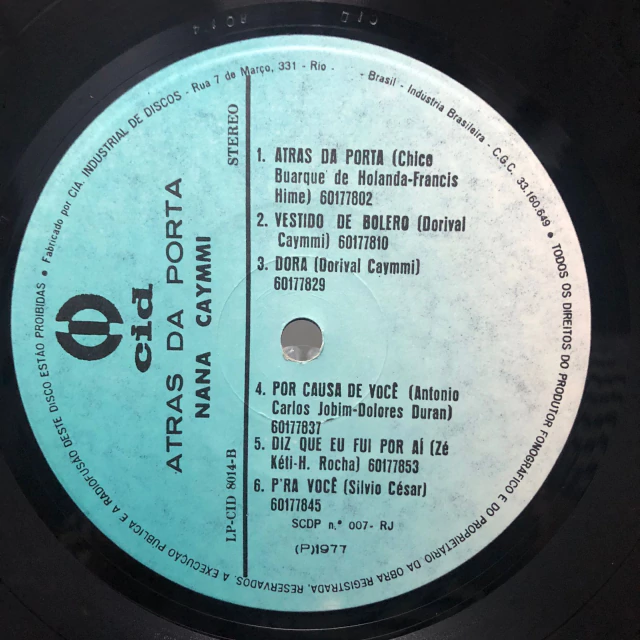 cid
ATRAS DA PORTA
NANA CAYMMI
STEREO
LP-CID 8014-B
1. ATRAS DA PORTA (Chico
Buarque de Holanda-Francis
Hime) 60177802
2. VESTIDO DE BOLERO (Dorival
Caymmi) 60177810
3. DORA (Dorival Caymmi)
60177829
4. POR CAUSA DE VOCÊ (Antonio
Carlos Jobim-Dolores Duran)
60177837
5. DIZ QUE EU FUI POR AÍ (Zé
Kéti-H. Rocha) 60177853
6. P'RA VOCÊ (Silvio César)
60177845
SCDP n.º 007- RJ
(P)1977
• Fabricado por CIA. INDUSTRIAL DE DISCOS - Rua 7 de Março, 331 - Rio - Brasil - Indústria Brasileira - C.G.C. 33.160.649 • TODOS OS DIREITOS DO PRODUTOR FONOGRAFICO E DO PROPRIETARIO DA OBRA REGISTRADA, RESERVADOS. A EXECUÇÃO PUBLICA E A RADIOFUSÃO DESTE DISCO ESTÃO PROIBIDAS